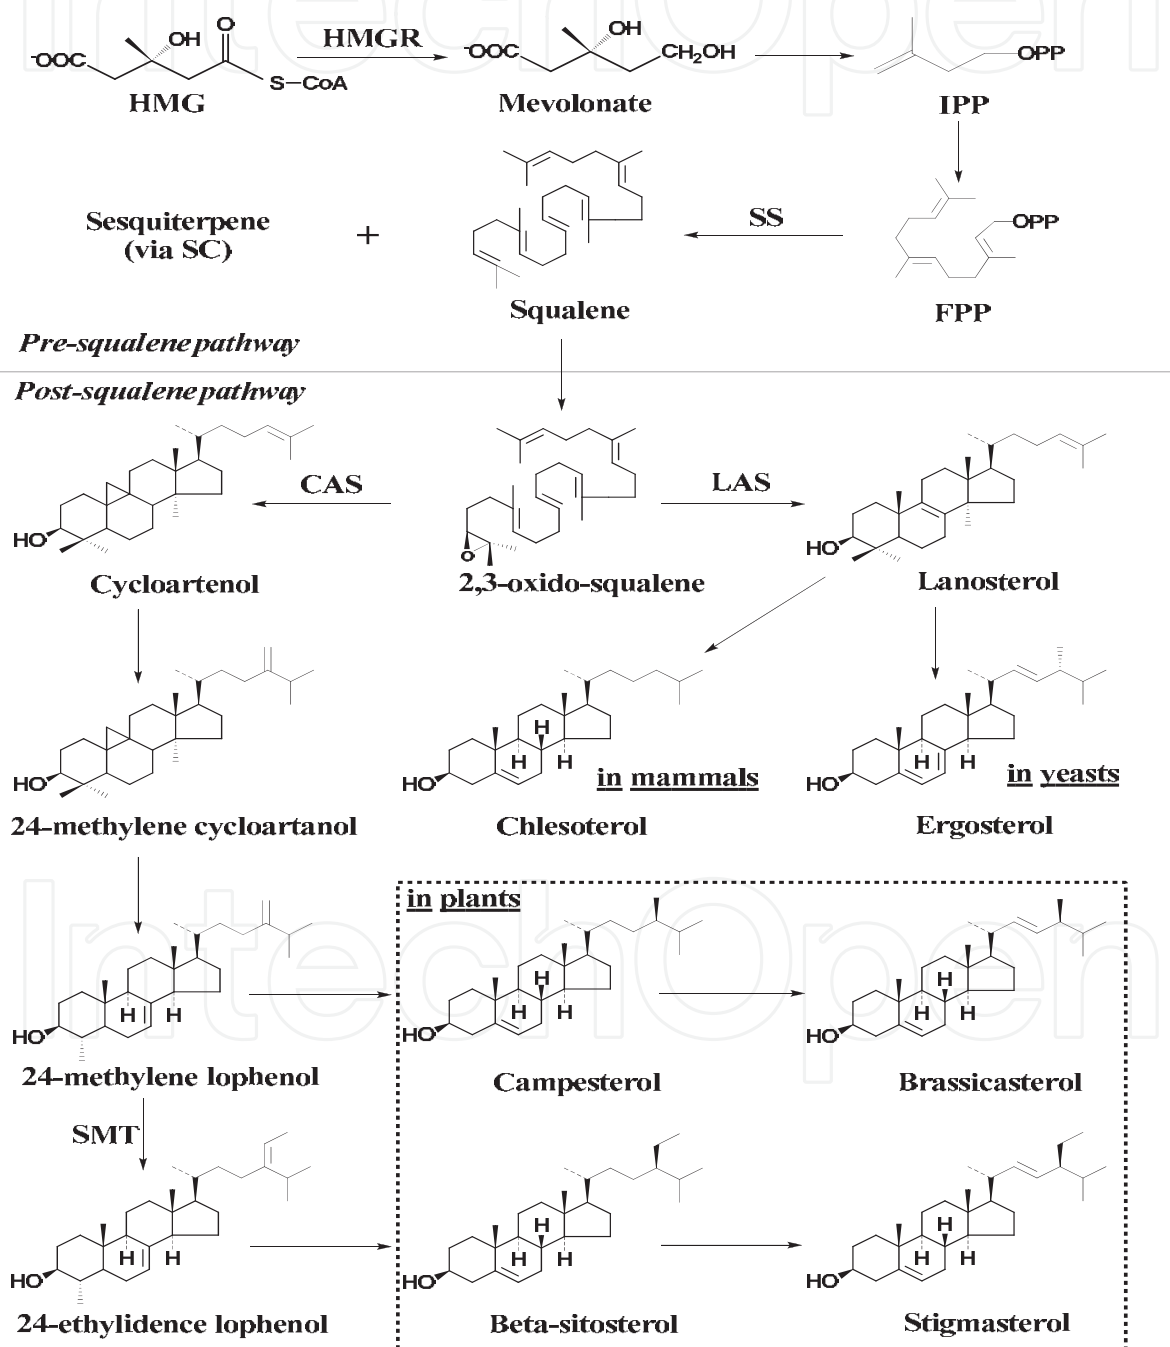 IntechOpen
-OOC
OH
O
S-CoA
HMG
HMGR
-OOC
OH
CH2OH
Mevolonate
OPP
IPP
Sesquiterpene
(via SC)
+
Squalene
SS
OPP
FPP
Pre-squalene pathway
Post-squalene pathway
HO
Cycloartenol
CAS
O
2,3-oxido-squalene
LAS
HO
Lanosterol
HO
24-methylene cycloartanol
HO
H
H
H
in mammals
Chlesoterol
HO
H
H
in yeasts
Ergosterol
IntechOpen
in plants
HO
H
H
24-methylene lophenol
HO
H
H
H
Campesterol
HO
H
H
H
Brassicasterol
SMT
HO
H
H
24-ethylidence lophenol
HO
H
H
H
Beta-sitosterol
HO
H
H
H
Stigmasterol